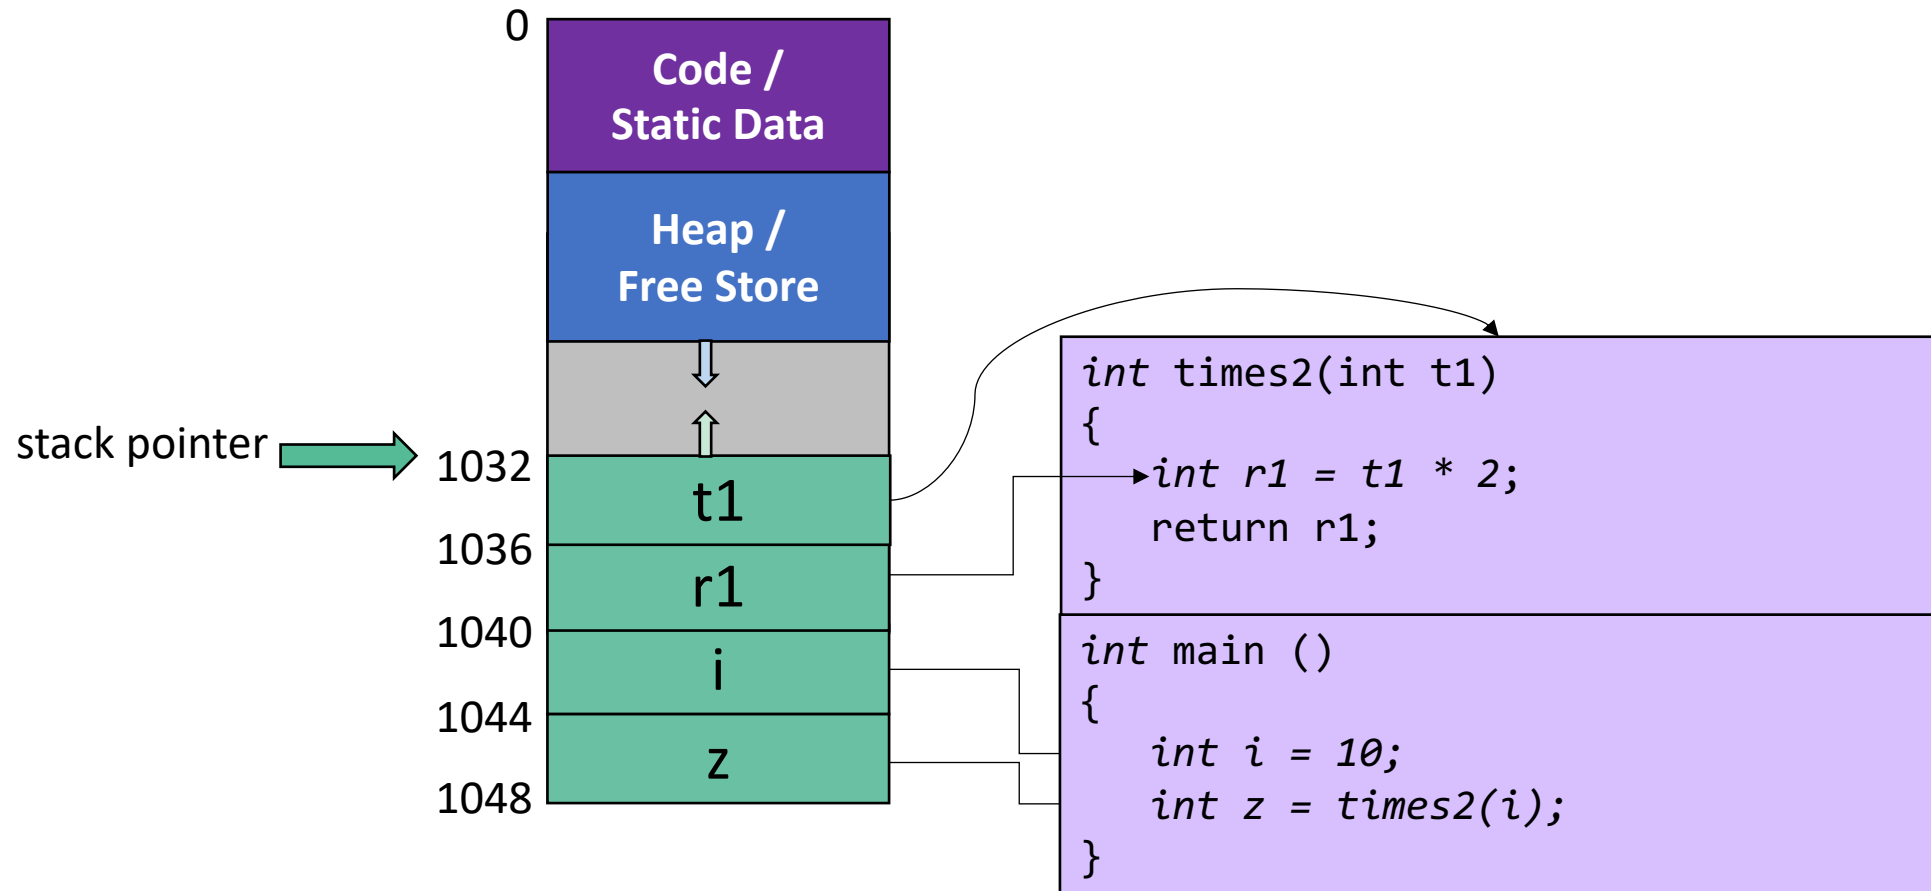 0
Code /
Static Data
Heap /
Free Store
stack pointer
1032
t1
1036
r1
1040
i
1044
z
1048
int times2(int t1)
{
int r1 = t1 * 2;
return r1;
}
int main ()
{
int i = 10;
int z = times2(i);
}